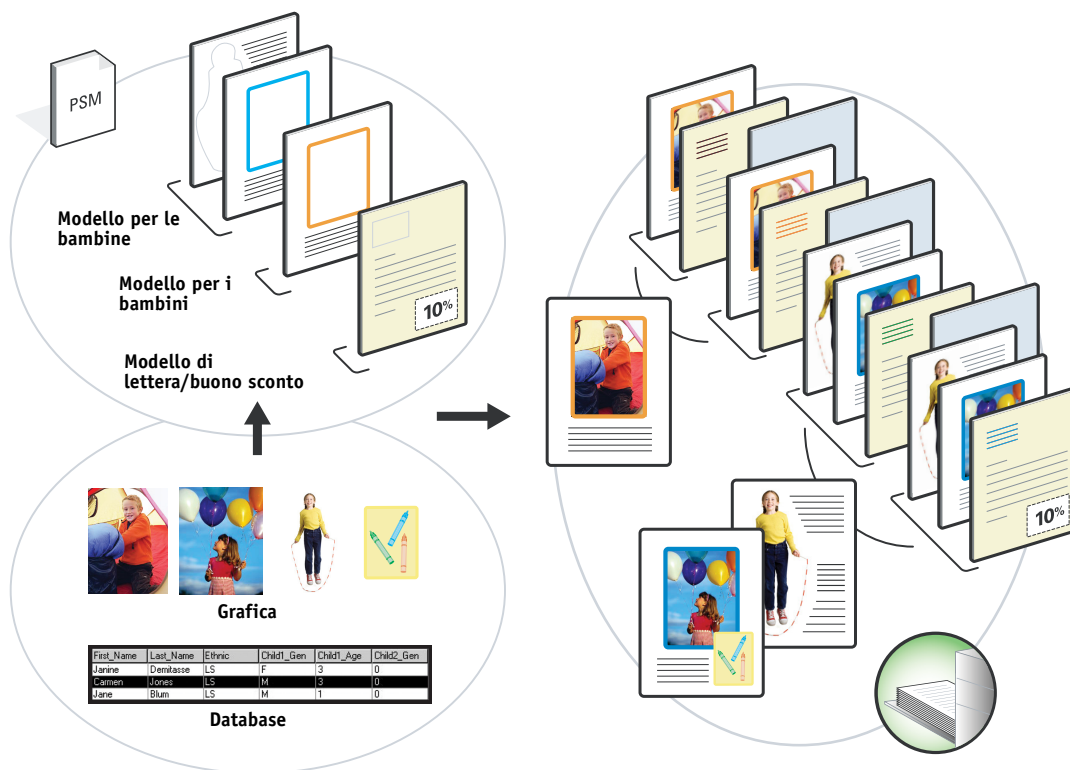 PSM
Modello per le
bambine
Modello per i
bambini
10%
Modello di
lettera/buono sconto
10%
Grafica
First_Name Last_Name Ethnic Child1_Gen Child1_Age Child2_Gen
Janine Demitasse LS F 3 0
Carmen Jones LS M 3 0
Jane Blum LS M 1 0
Database